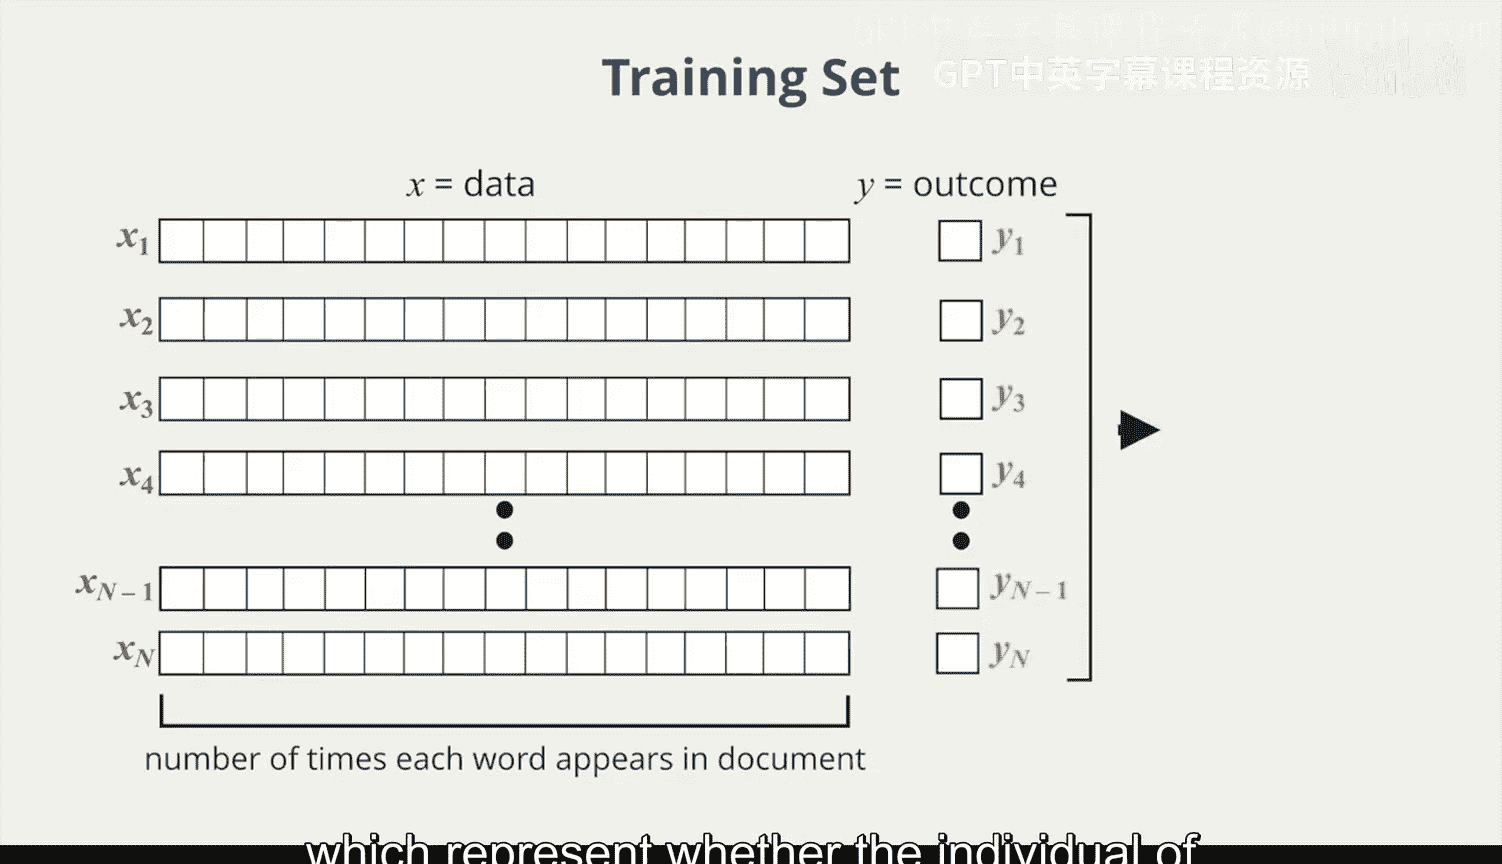 Training Set
GPT中英字幕课程资源
x = data
y = outcome
x1
y1
x2
y2
x3
y3
x4
y4
xN−1
yN−1
xN
yN
number of times each word appears in document
which represent whether the individual of